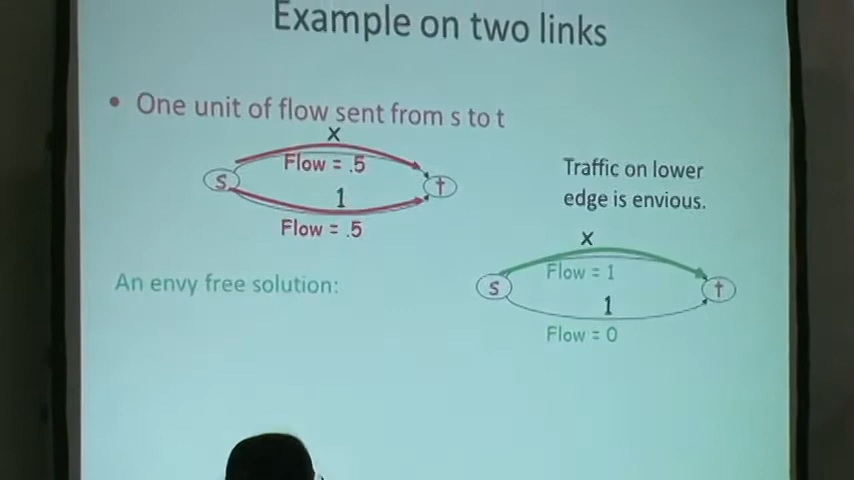 Example on two links
• One unit of flow sent from s to t
x
Flow = .5
s
t
1
Flow = .5
Traffic on lower
edge is envious.
An envy free solution:
x
Flow = 1
s
t
1
Flow = 0